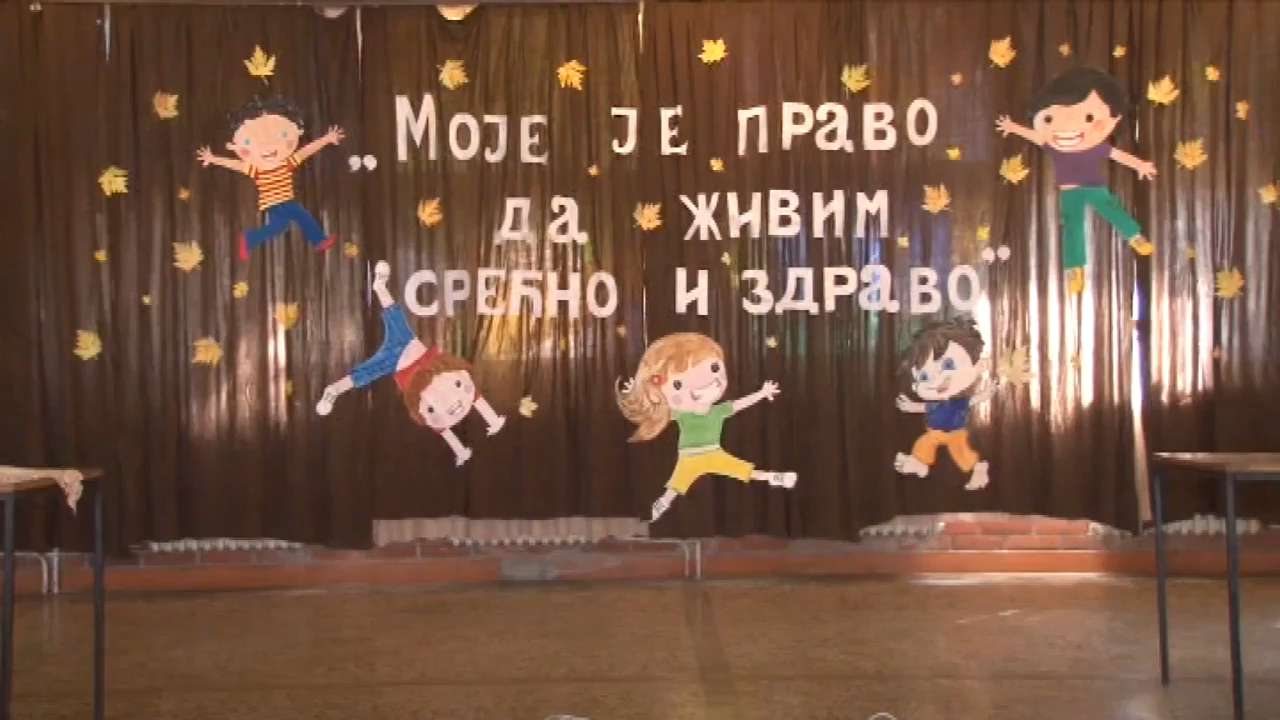 „Моје је право
да живим
срећно и здраво”